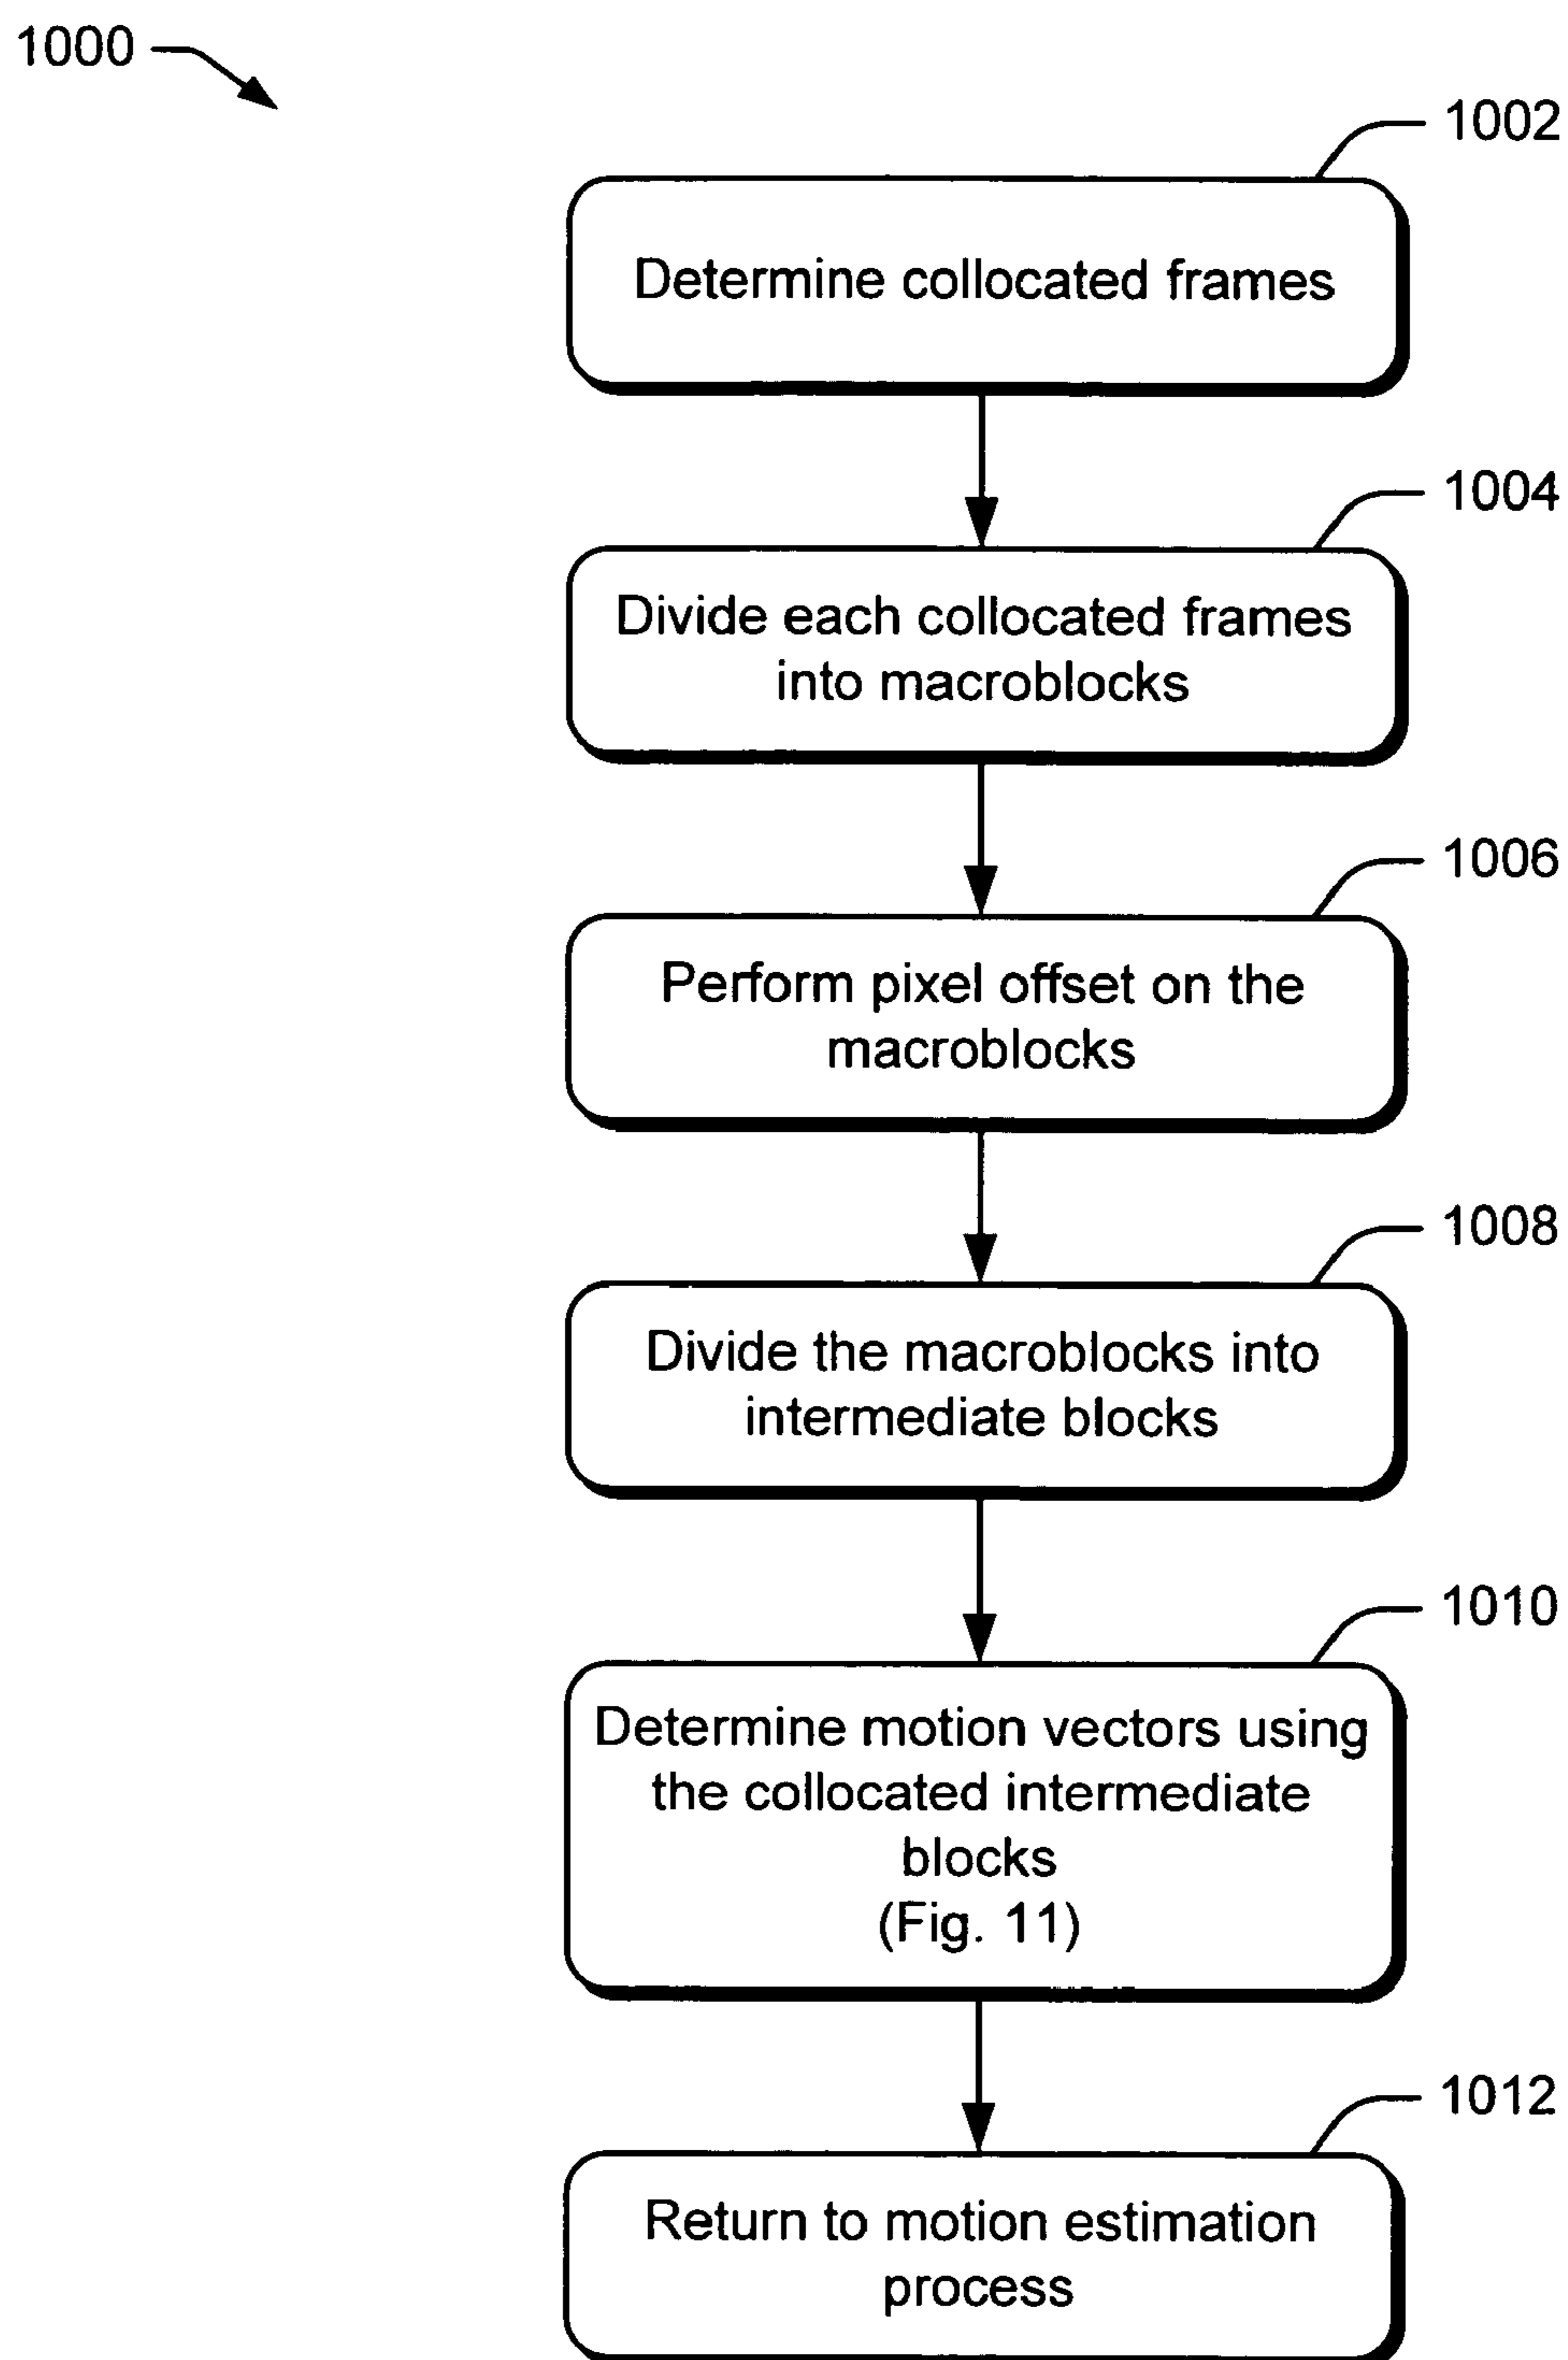 1000
1002
Determine collocated frames
1004
Divide each collocated frames
into macroblocks
1006
Perform pixel offset on the
macroblocks
1008
Divide the macroblocks into
intermediate blocks
1010
Determine motion vectors using
the collocated intermediate
blocks
(Fig. 11)
1012
Return to motion estimation
process